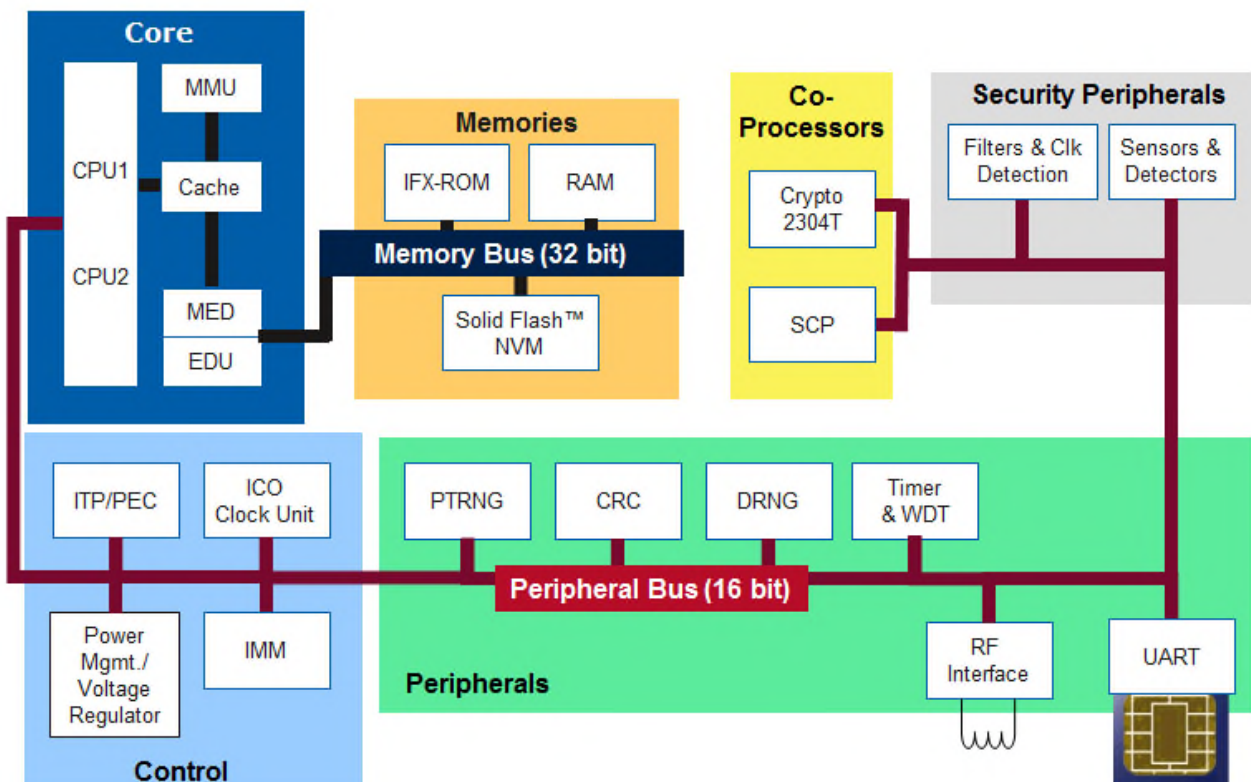 Core
MMU
CPU1
Cache
CPU2
MED
EDU
Memories
IFX-ROM
RAM
Memory Bus (32 bit)
Solid Flash™
NVM
Co-
Processors
Crypto
2304T
SCP
Security Peripherals
Filters & Clk
Detection
Sensors &
Detectors
ITP/PEC
ICO
Clock Unit
Power
Mgmt./
Voltage
Regulator
IMM
Control
PTRNG
CRC
DRNG
Timer
& WDT
Peripheral Bus (16 bit)
RF
Interface
UART
Peripherals